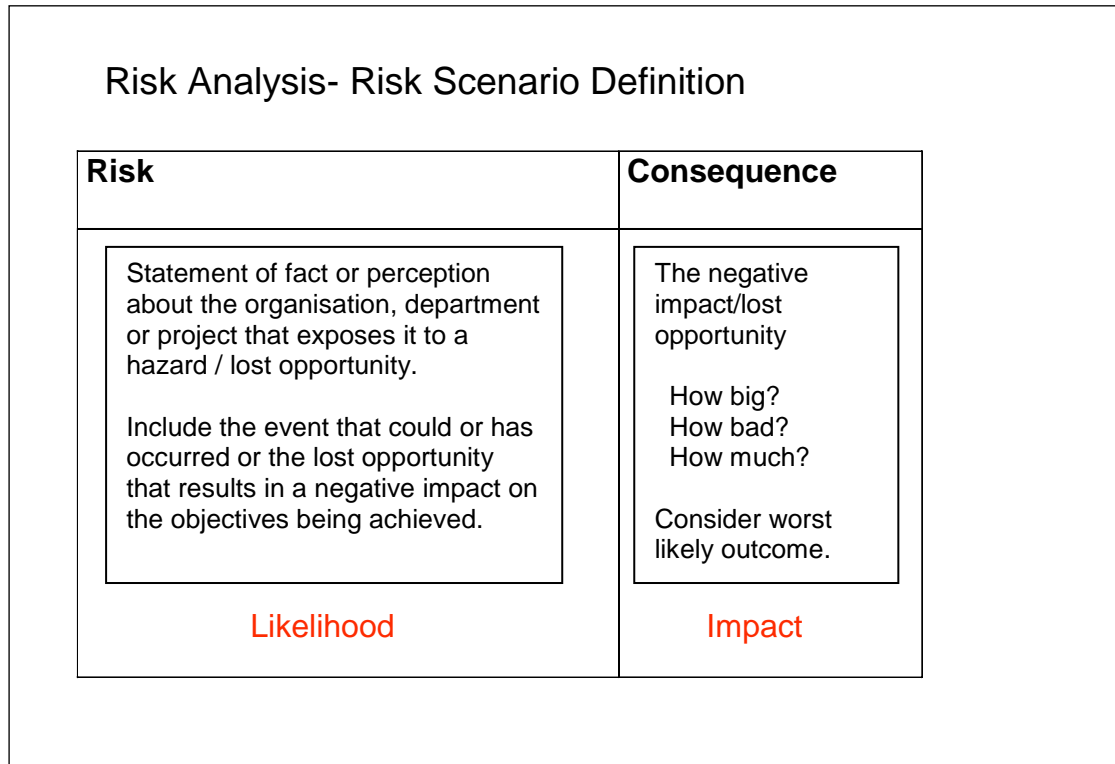 Risk Analysis- Risk Scenario Definition
Risk
Consequence
Statement of fact or perception
about the organisation, department
or project that exposes it to a
hazard / lost opportunity.
Include the event that could or has
occurred or the lost opportunity
that results in a negative impact on
the objectives being achieved.
Likelihood
The negative
impact/lost
opportunity
How big?
How bad?
How much?
Consider worst
likely outcome.
Impact